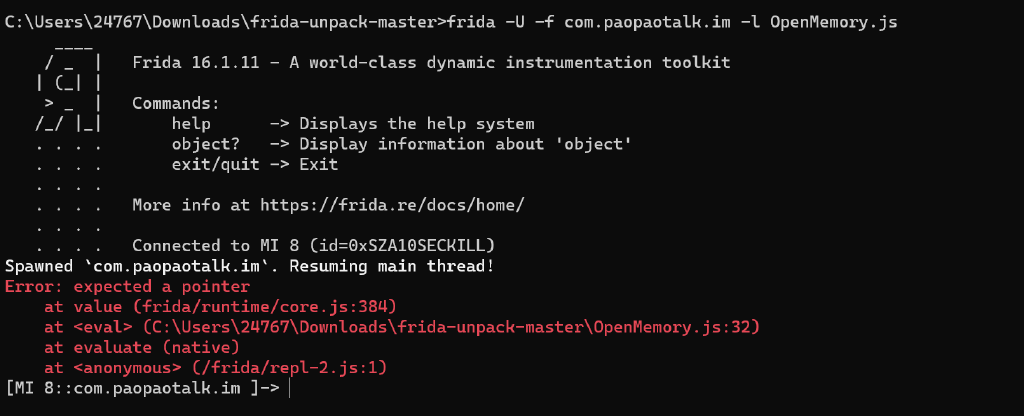 C:\Users\24767\Downloads\frida-unpack-master>frida -U -f com.paopaotalk.im -l OpenMemory.js
     ____
    / _  |   Frida 16.1.11 - A world-class dynamic instrumentation toolkit
   | (_| |
    > _  |   Commands:
   /_/ |_|       help      -> Displays the help system
   . . . .       object?   -> Display information about 'object'
   . . . .       exit/quit -> Exit
   . . . .
   . . . .   More info at https://frida.re/docs/home/
   . . . .
   . . . .   Connected to MI 8 (id=0xSZA10SECKILL)
Spawned `com.paopaotalk.im`. Resuming main thread!
Error: expected a pointer
    at value (frida/runtime/core.js:384)
    at <eval> (C:\Users\24767\Downloads\frida-unpack-master\OpenMemory.js:32)
    at evaluate (native)
    at <anonymous> (/frida/repl-2.js:1)
[MI 8::com.paopaotalk.im ]->